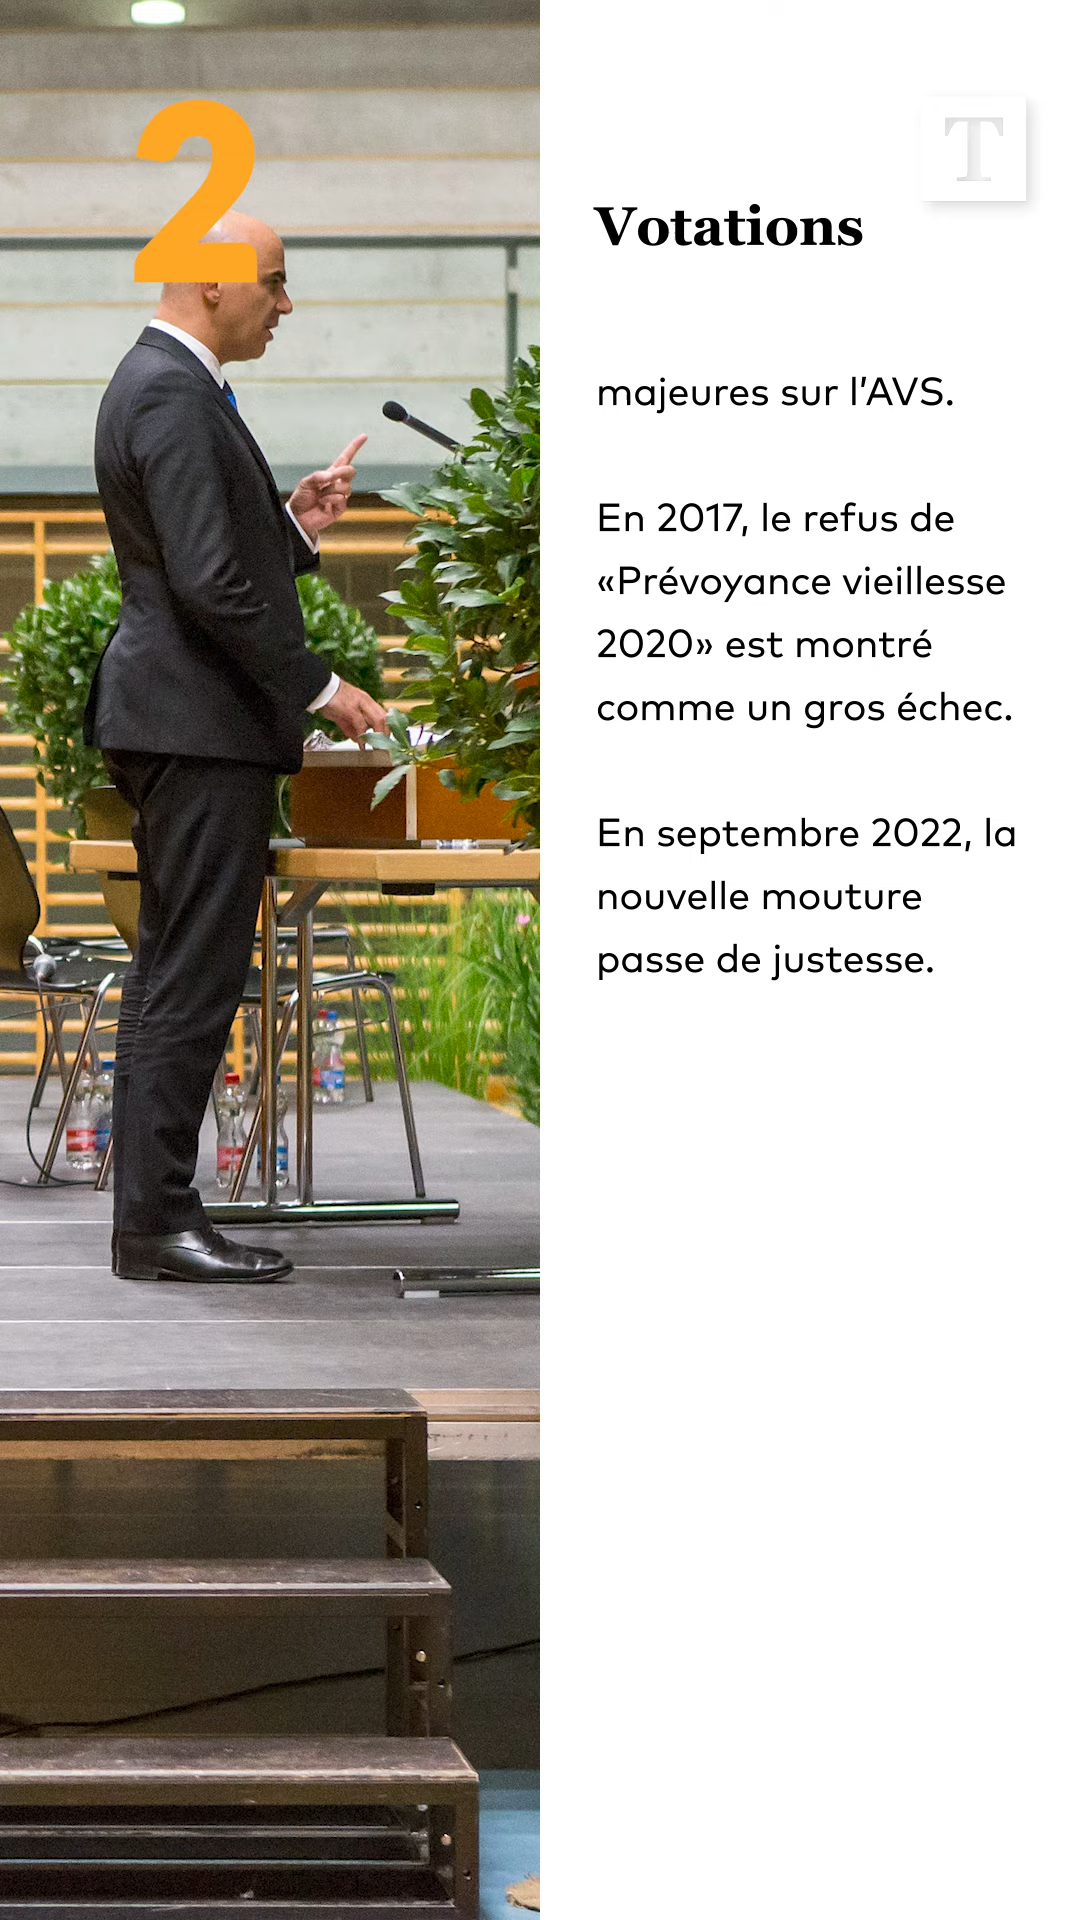 2
T
Votations
majeures sur l’AVS.
En 2017, le refus de
«Prévoyance vieillesse
2020» est montré
comme un gros échec.
En septembre 2022, la
nouvelle mouture
passe de justesse.